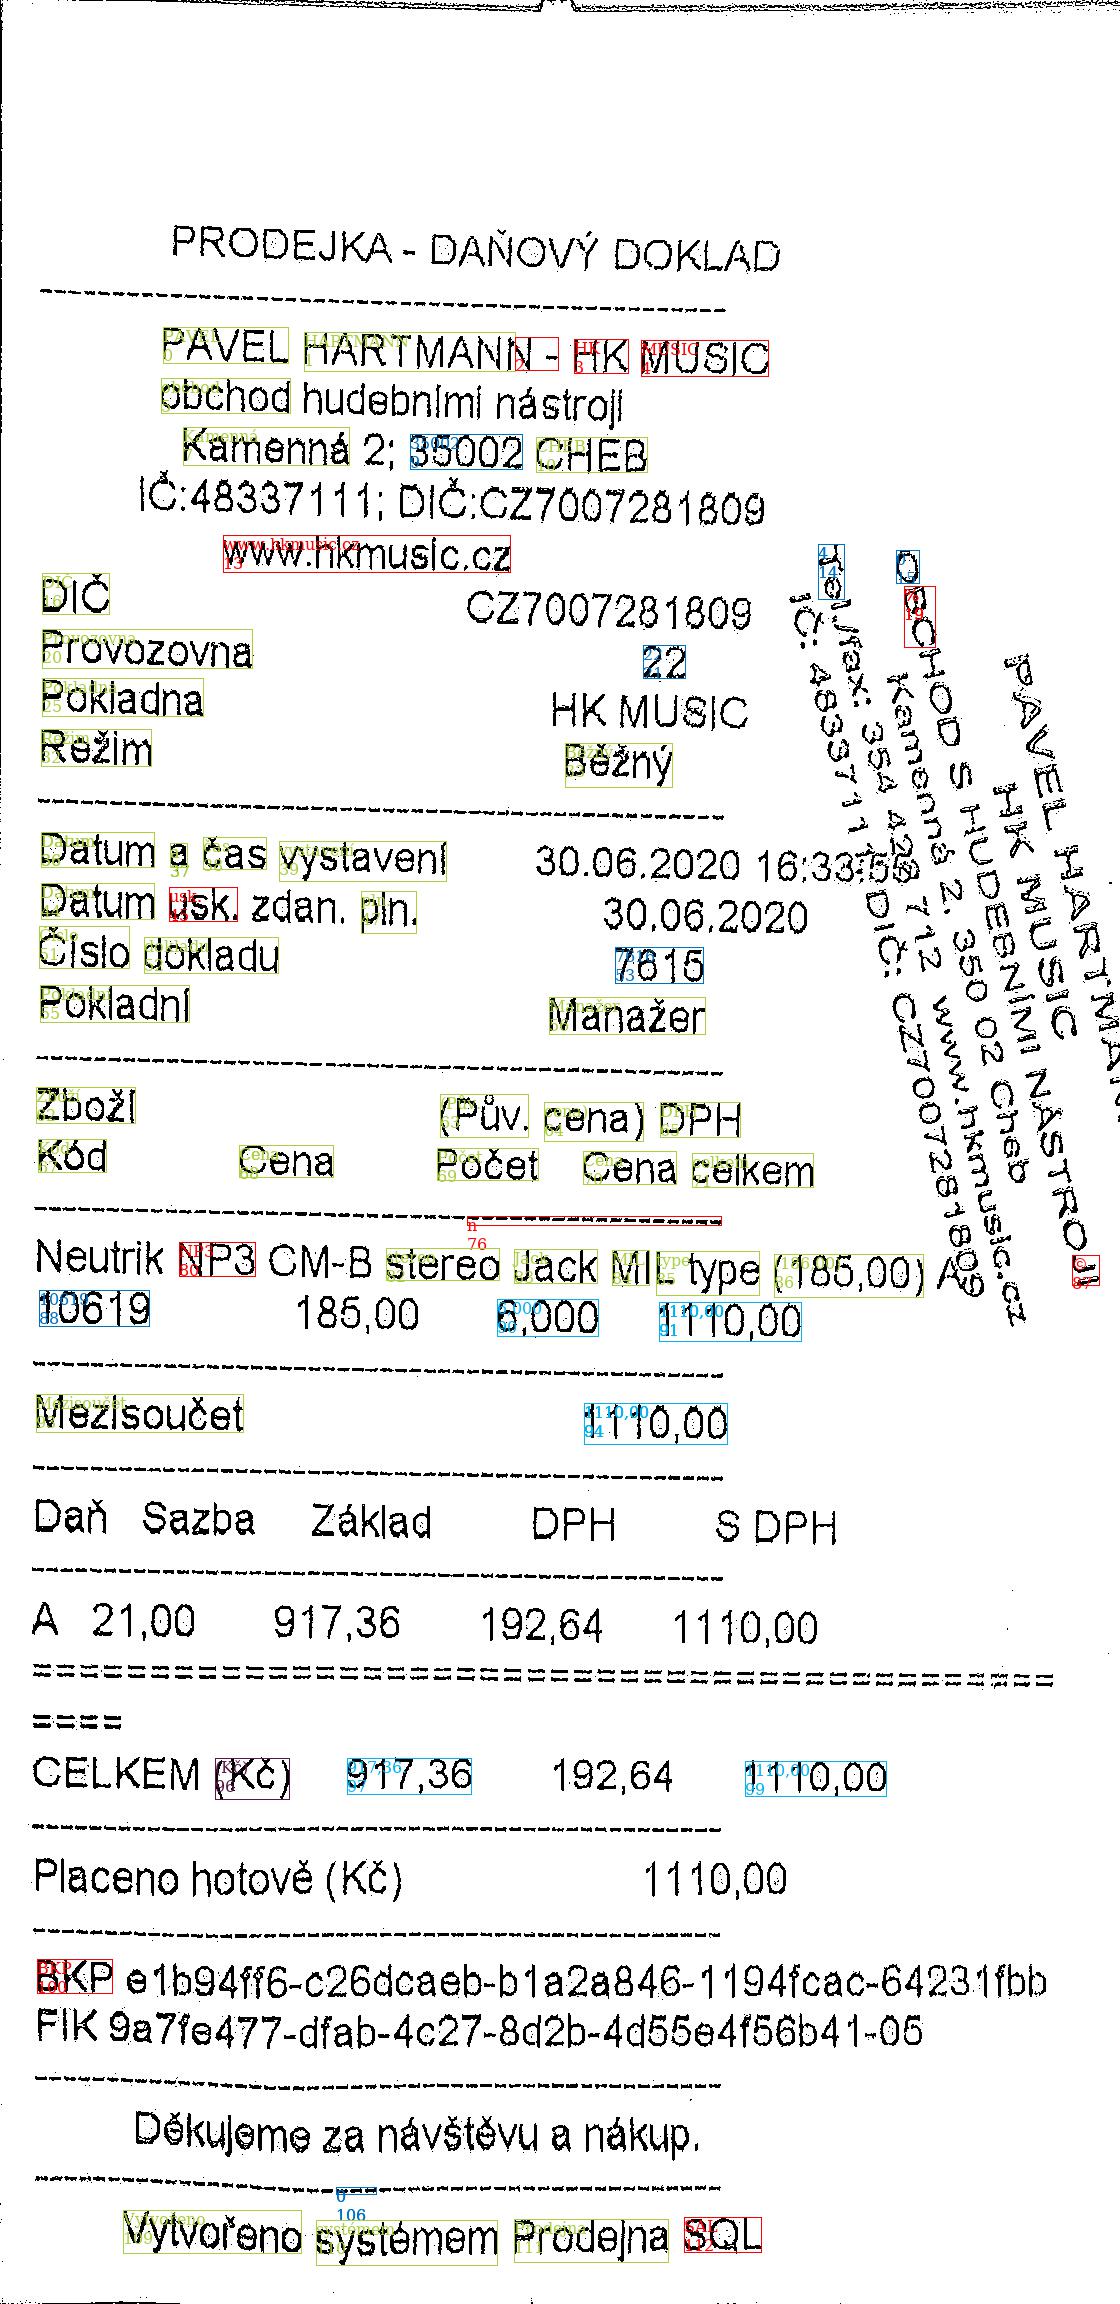 PRODEJKA - DAŇOVÝ DOKLAD
PAVEL HARTMANN - HK MUSIC
obchod hudebními nástroji
Kamenná 2; 35002 CHEB
IČ:48337111; DIČ:CZ7007281809
www.hkmusic.cz
DIČ CZ7007281809
Provozovna 22
Pokladna HK MUSIC
Režim Běžný
Datum a čas vystavení 30.06.2020 16:33:
Datum usk. zdan. pln. 30.06.2020
Číslo dokladu 7615
Pokladní Manažer
Zboží (Pův. cena) DPH
Kód Cena Počet Cena celkem
Neutrik NP3 CM-B stereo Jack MIL type (185,00) A
10619 185,00 6,000 1110,00
Mezisoučet 1110,00
Daň Sazba Základ DPH S DPH
A 21,00 917,36 192,64 1110,00
==========================================
====
CELKEM (Kč) 917,36 192,64 1110,00
Placeno hotově (Kč) 1110,00
BKP e1b94ff6-c26dcaeb-b1a2a846-1194fcac-64231fbb
FIK 9a7fe477-dfab-4c27-8d2b-4d55e4f56b41-05
Děkujeme za návštěvu a nákup.
Vytvořeno systémem Prodejna SQL
PAVEL HARTMAN
HK MUSIC
OBCHOD S HUDEBNÍMI NÁSTROJI
Kamenná 2, 350 02 Cheb
Tel./fax: 354 426 712 www.hkmusic.cz
IČ: 48337111 DIČ: CZ7007281809